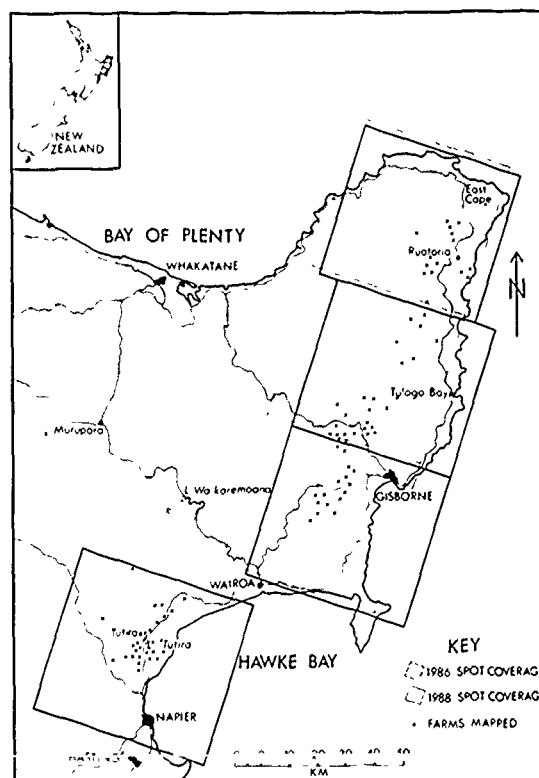 NEW
ZEALAND
East
Cape
BAY OF PLENTY
Ruatoria
WHAKATANE
N
Bay
Murupara
L Waikaremoana
GISBORNE
WAIROA
Tutira
HAWKE BAY
KEY
1986 SPOT COVERAG
1988 SPOT COVERAG
FARMS MAPPED
NAPIER
0 10 20 30 40 50
KM